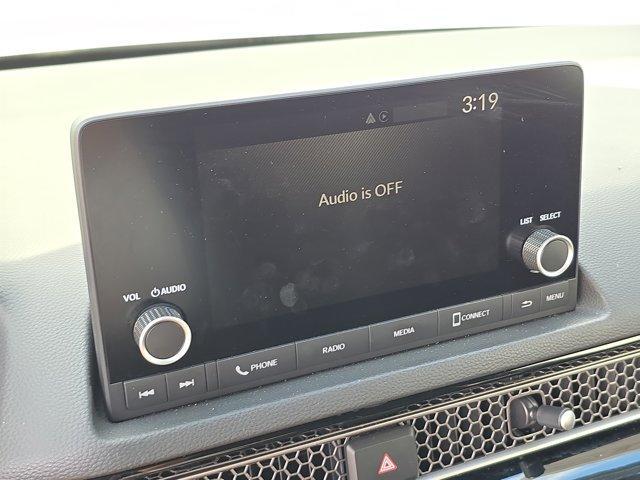 3:19
Audio is OFF
LIST SELECT
VOL AUDIO
PHONE RADIO MEDIA CONNECT MENU